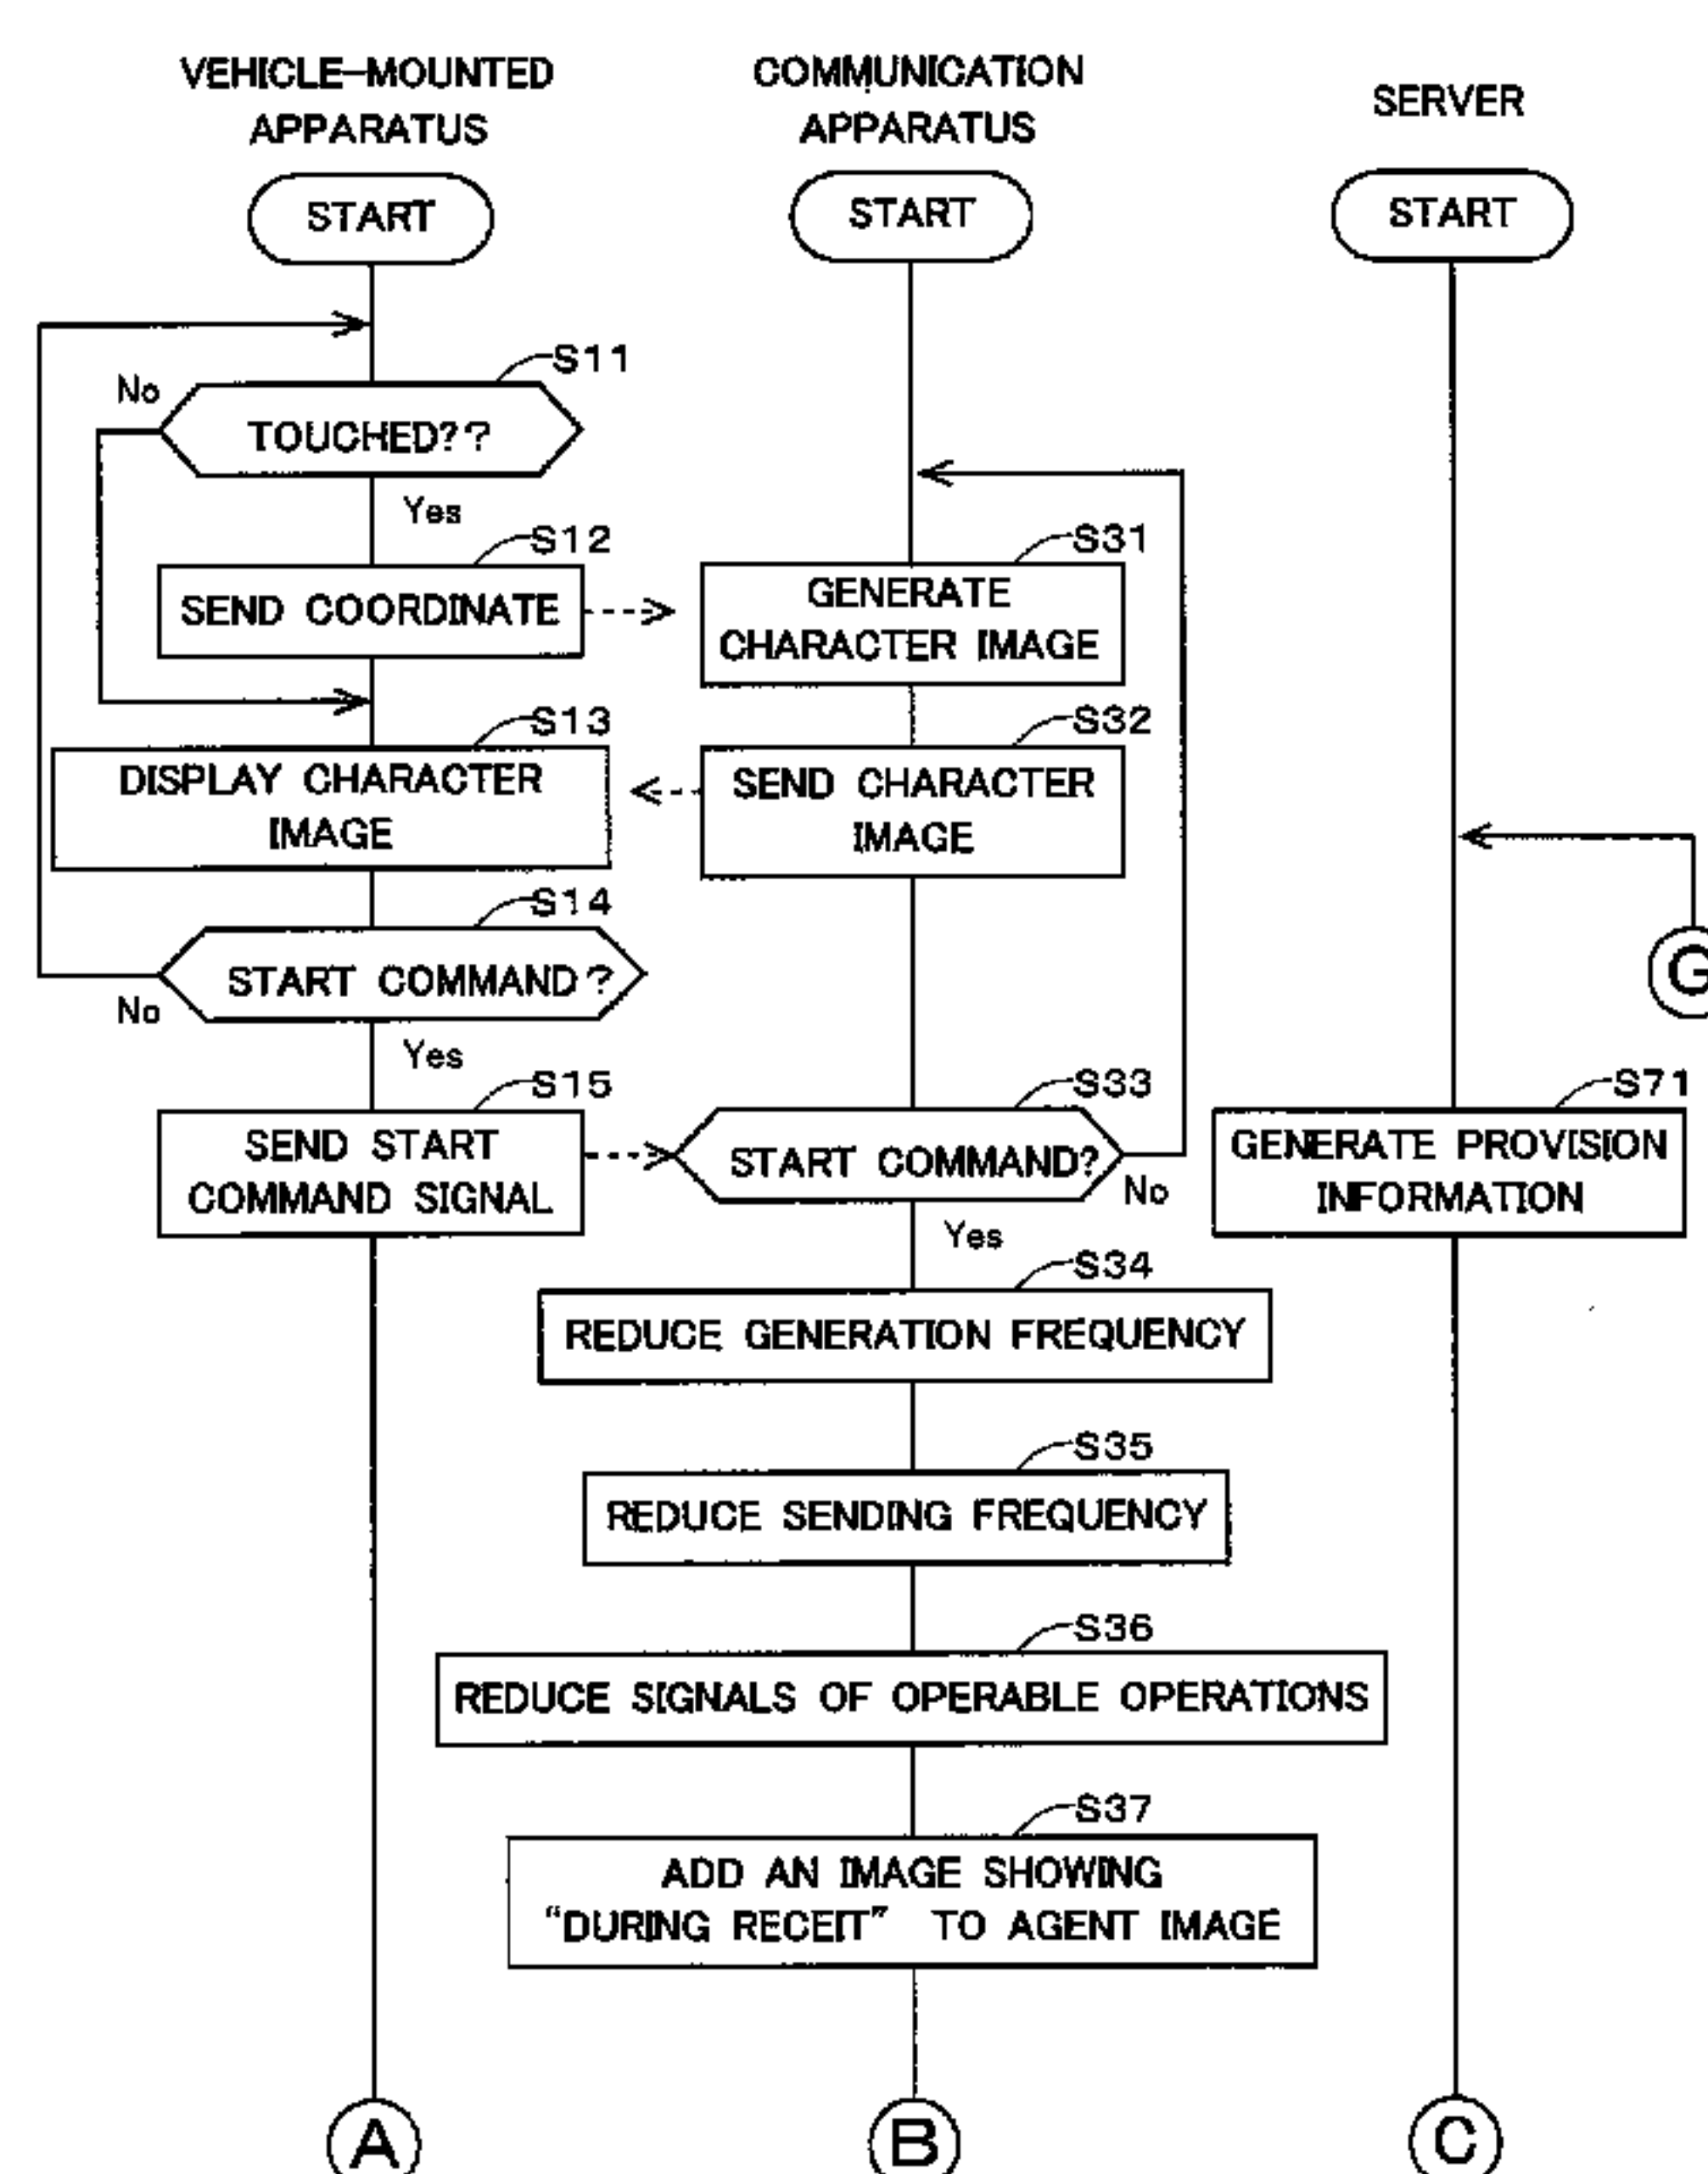 VEHICLE-MOUNTED
APPARATUS
START
S11
No
TOUCHED??
Yes
S12
SEND COORDINATE
S13
DISPLAY CHARACTER
IMAGE
S14
START COMMAND?
No
Yes
S15
SEND START
COMMAND SIGNAL
A
COMMUNICATION
APPARATUS
START
S31
GENERATE
CHARACTER IMAGE
S32
SEND CHARACTER
IMAGE
S33
START COMMAND?
No
Yes
S34
REDUCE GENERATION FREQUENCY
S35
REDUCE SENDING FREQUENCY
S36
REDUCE SIGNALS OF OPERABLE OPERATIONS
S37
ADD AN IMAGE SHOWING
“DURING RECEIT” TO AGENT IMAGE
B
SERVER
START
G
S71
GENERATE PROVISION
INFORMATION
C